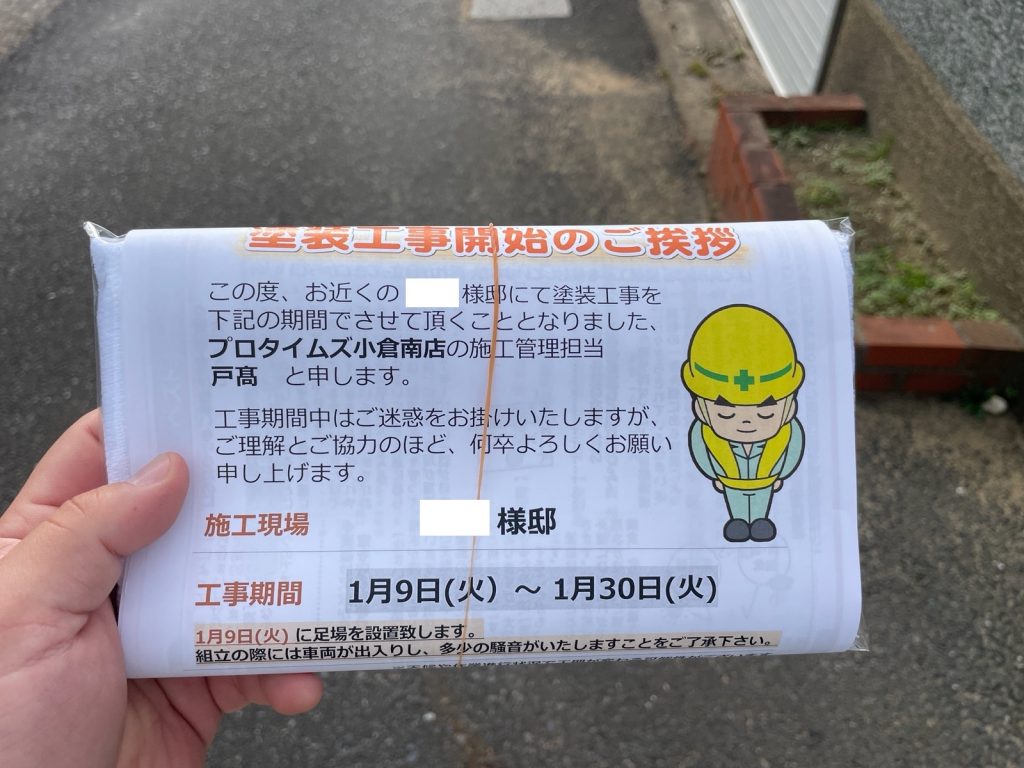 塗装工事開始のご挨拶
この度、お近くの 様邸にて塗装工事を
下記の期間でさせて頂くこととなりました、
プロタイムズ小倉南店の施工管理担当
戸髙 と申します。
工事期間中はご迷惑をお掛けいたしますが、
ご理解とご協力のほど、何卒よろしくお願い
申し上げます。
施工現場 様邸
工事期間 1月9日(火) ～ 1月30日(火)
1月9日(火) に足場を設置致します。
組立の際には車両が出入りし、多少の騒音がいたしますことをご了承下さい。